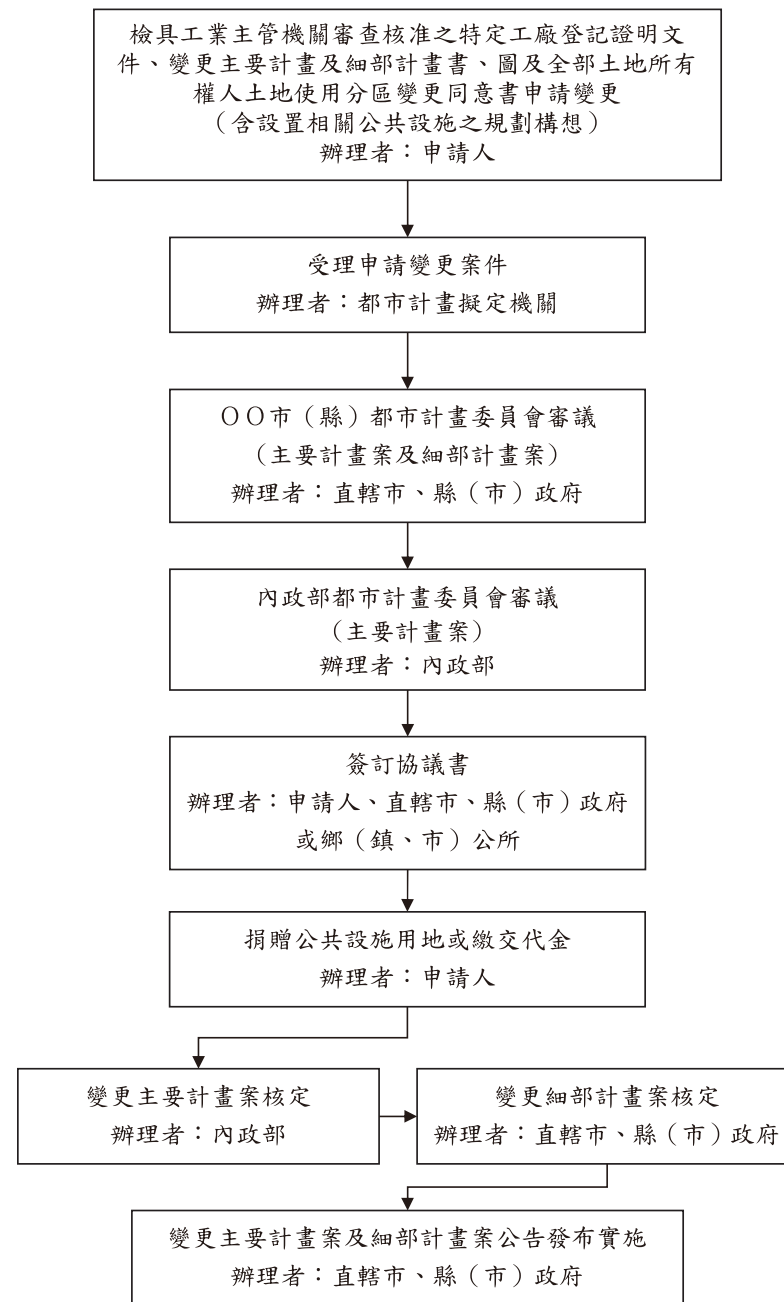 檢具工業主管機關審查核准之特定工廠登記證明文
件、變更主要計畫及細部計畫書、圖及全部土地所有
權人土地使用分區變更同意書申請變更
（含設置相關公共設施之規劃構想）
辦理者：申請人
受理申請變更案件
辦理者：都市計畫擬定機關
〇〇市（縣）都市計畫委員會審議
（主要計畫案及細部計畫案）
辦理者：直轄市、縣（市）政府
內政部都市計畫委員會審議
（主要計畫案）
辦理者：內政部
簽訂協議書
辦理者：申請人、直轄市、縣（市）政府
或鄉（鎮、市）公所
捐贈公共設施用地或繳交代金
辦理者：申請人
變更主要計畫案核定
辦理者：內政部
變更細部計畫案核定
辦理者：直轄市、縣（市）政府
變更主要計畫案及細部計畫案公告發布實施
辦理者：直轄市、縣（市）政府